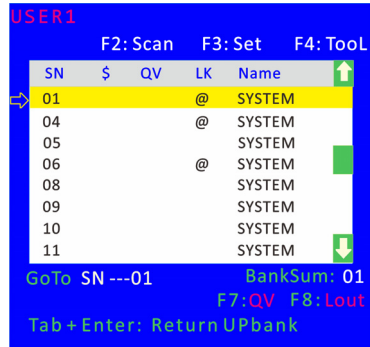 USER1
F2: Scan F3: Set F4: TooL
SN $ QV LK Name
01 @ SYSTEM
04 @ SYSTEM
05 SYSTEM
06 @ SYSTEM
08 SYSTEM
09 SYSTEM
10 SYSTEM
11 SYSTEM
GoTo SN ---01 BankSum: 01
F7:QV F8:Lout
Tab+Enter: Return UPbank